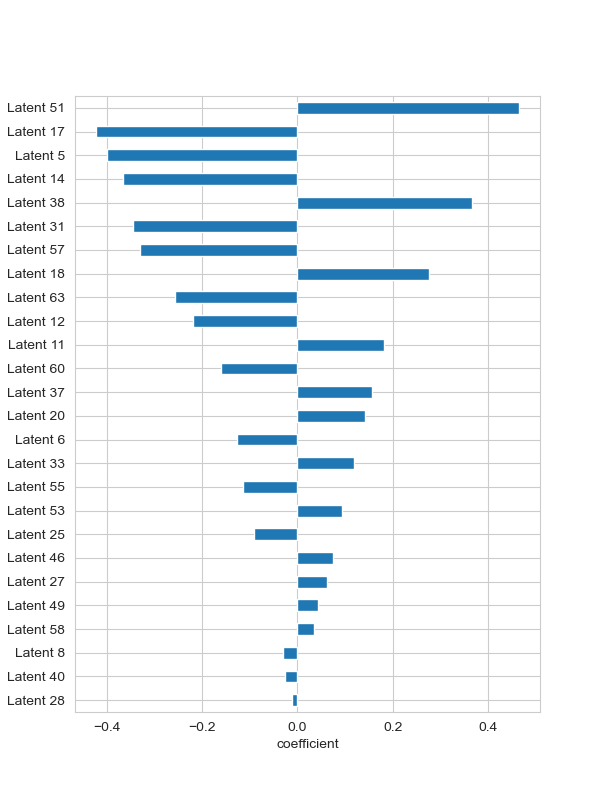 Latent 51
Latent 17
Latent 5
Latent 14
Latent 38
Latent 31
Latent 57
Latent 18
Latent 63
Latent 12
Latent 11
Latent 60
Latent 37
Latent 20
Latent 6
Latent 33
Latent 55
Latent 53
Latent 25
Latent 46
Latent 27
Latent 49
Latent 58
Latent 8
Latent 40
Latent 28
−0.4 −0.2 0.0 0.2 0.4
coefficient